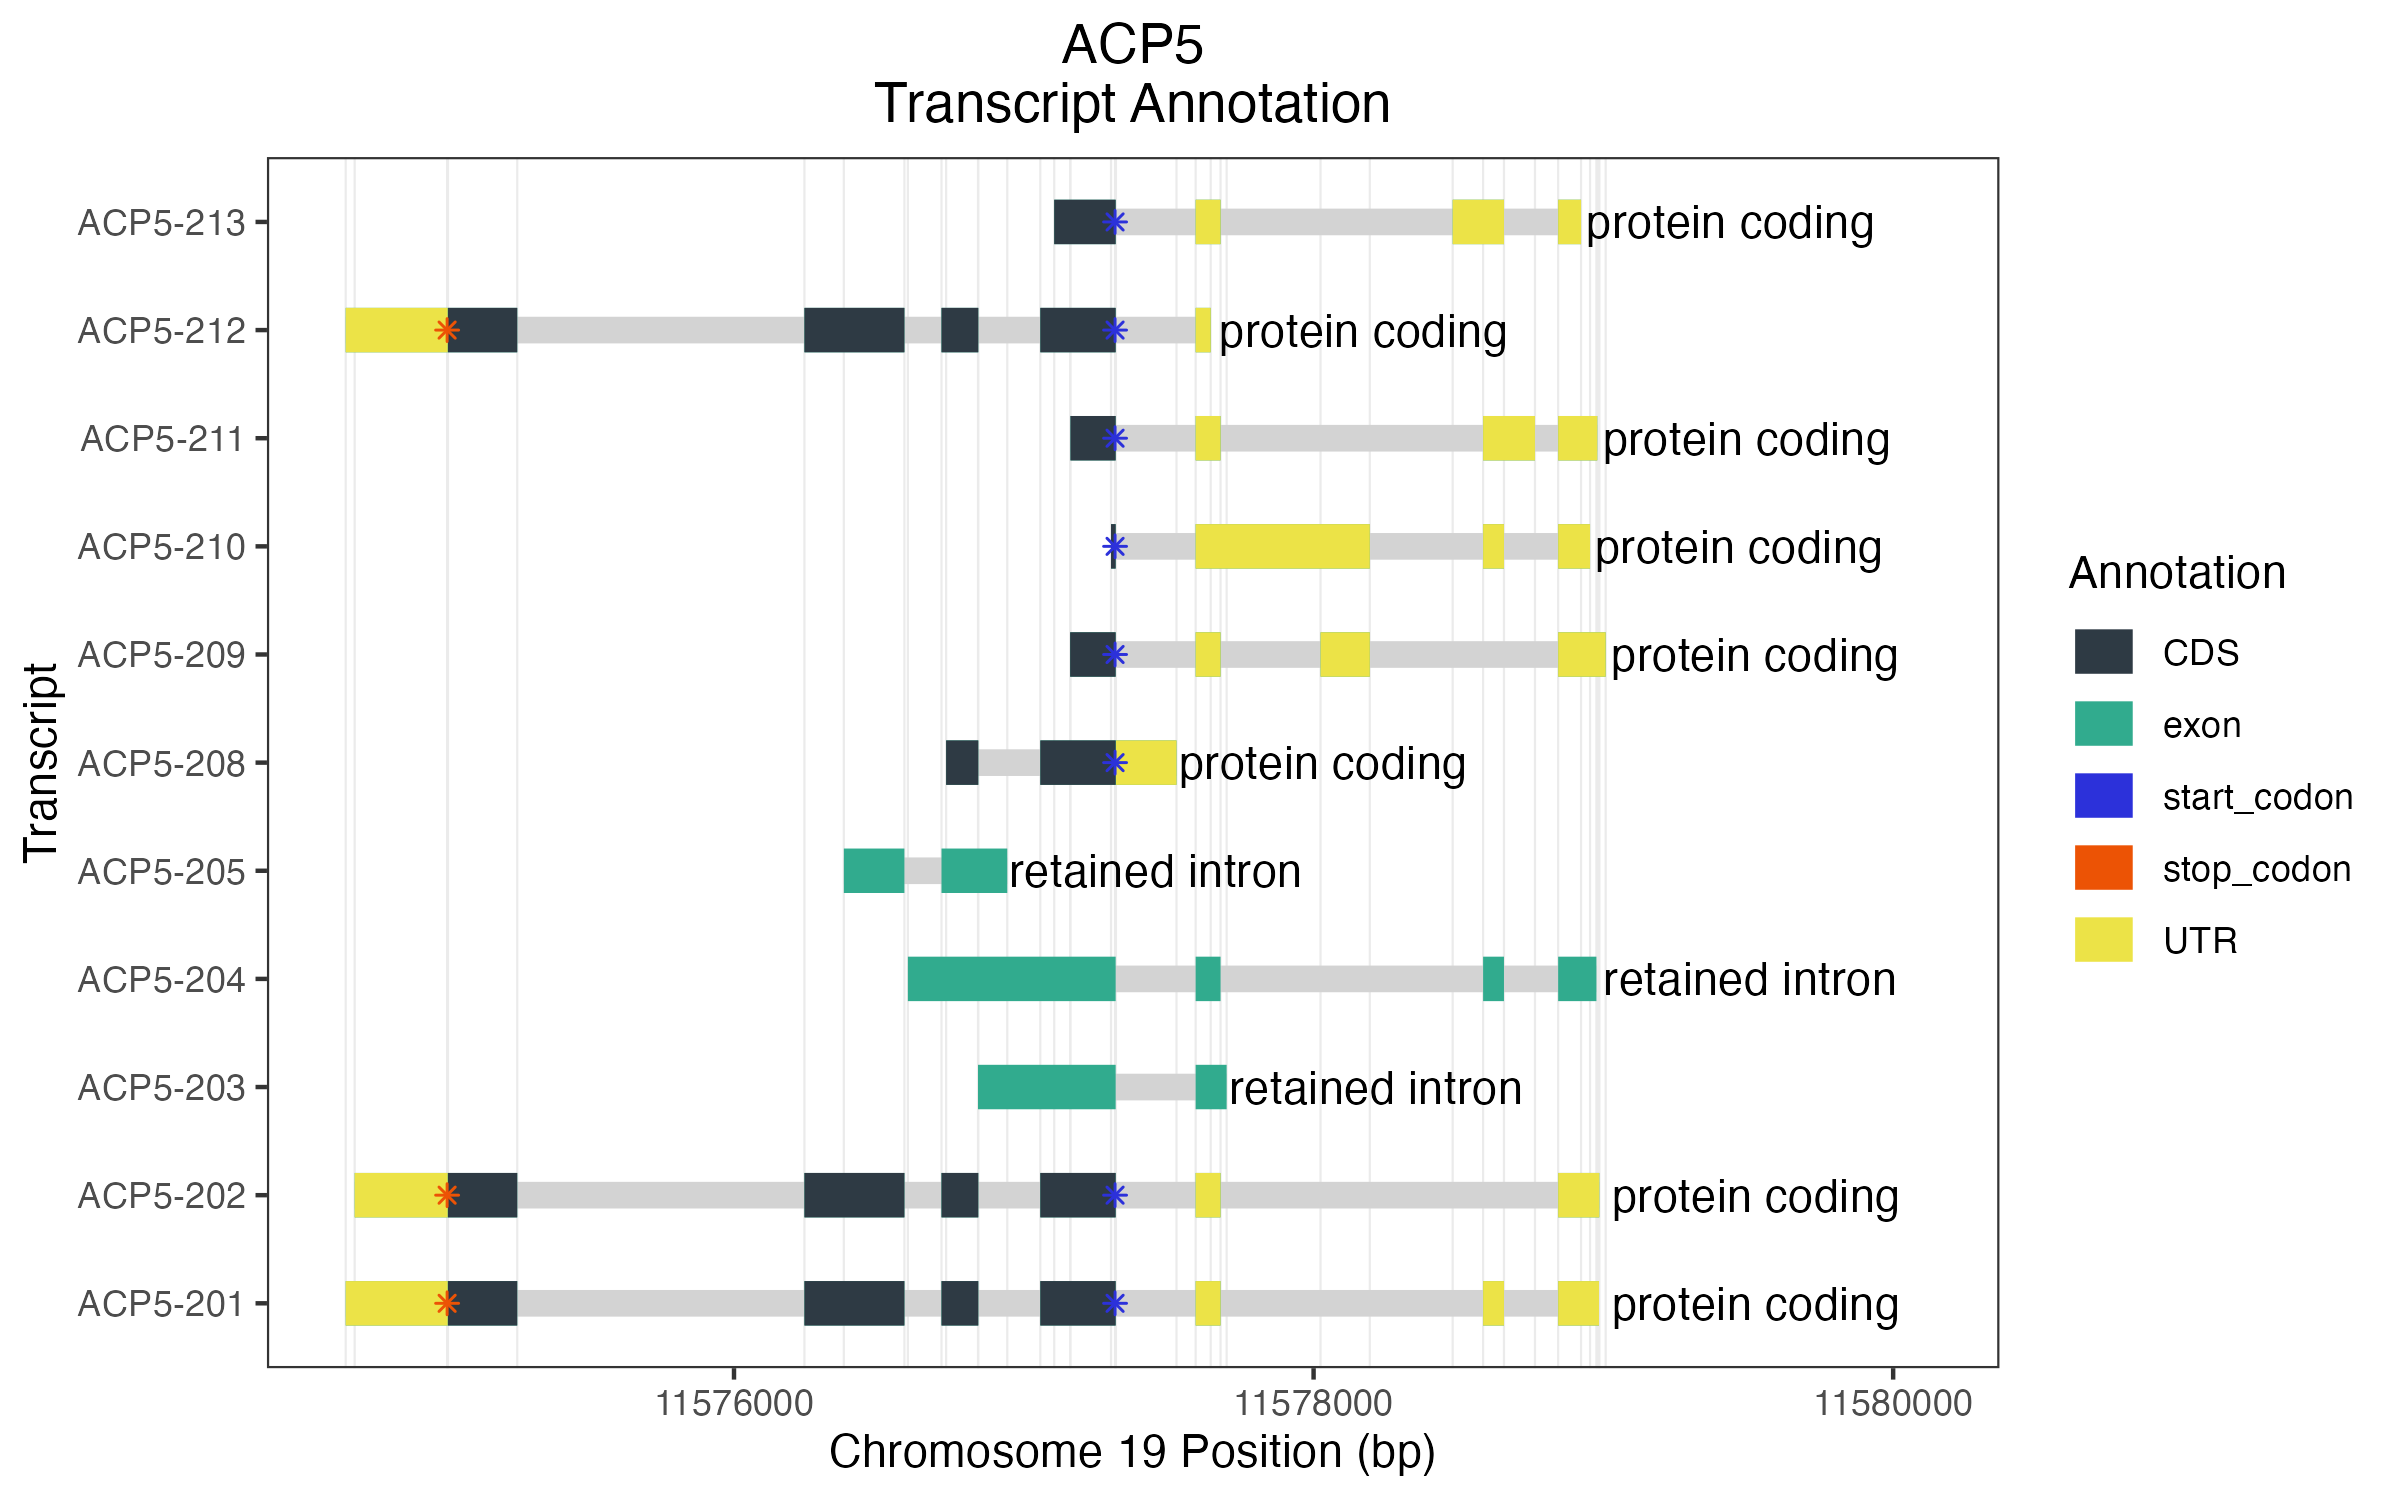 ACP5
Transcript Annotation
Transcript
ACP5-213
protein coding
ACP5-212
protein coding
ACP5-211
protein coding
ACP5-210
protein coding
ACP5-209
protein coding
ACP5-208
protein coding
ACP5-205
retained intron
ACP5-204
retained intron
ACP5-203
retained intron
ACP5-202
protein coding
ACP5-201
protein coding
11576000
11578000
11580000
Chromosome 19 Position (bp)
Annotation
CDS
exon
start_codon
stop_codon
UTR